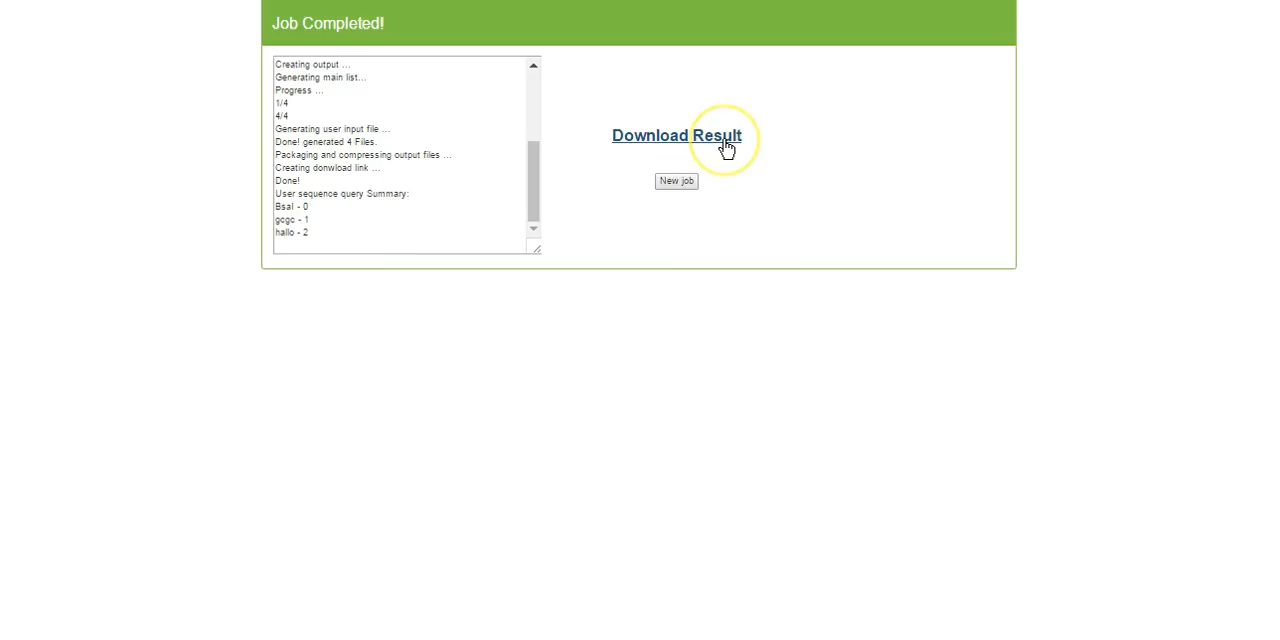 Job Completed!
Creating output ...
Generating main list...
Progress ...
1/4
4/4
Generating user input file ...
Done! generated 4 Files.
Packaging and compressing output files ...
Creating donwload link ...
Done!
User sequence query Summary:
BsaI - 0
gcgc - 1
hallo - 2
Download Result
New job